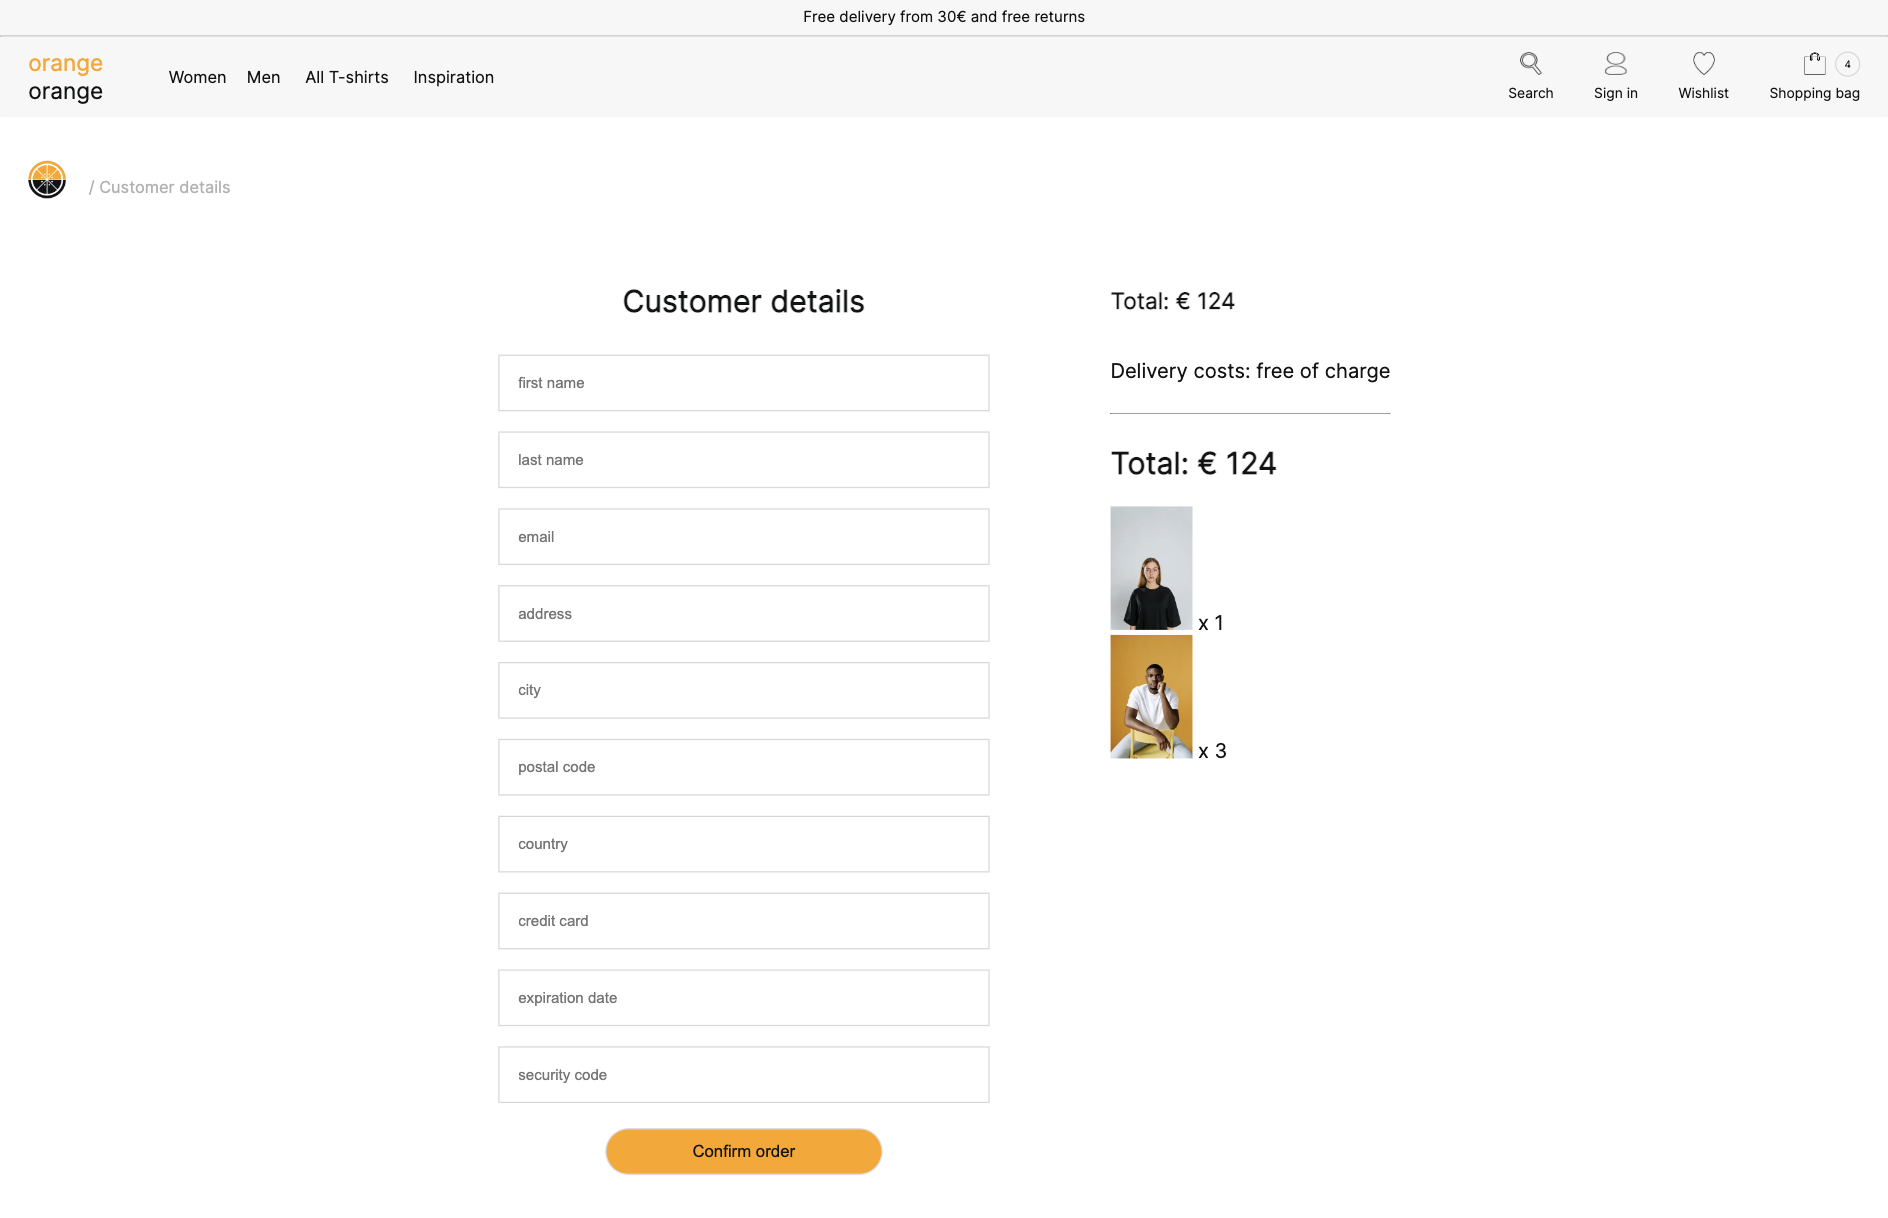 Free delivery from 30€ and free returns
orange
orange
Women Men All T-shirts Inspiration
Search Sign in Wishlist Shopping bag 4
/ Customer details
Customer details
first name
last name
email
address
city
postal code
country
credit card
expiration date
security code
Confirm order
Total: € 124
Delivery costs: free of charge
Total: € 124
x 1
x 3